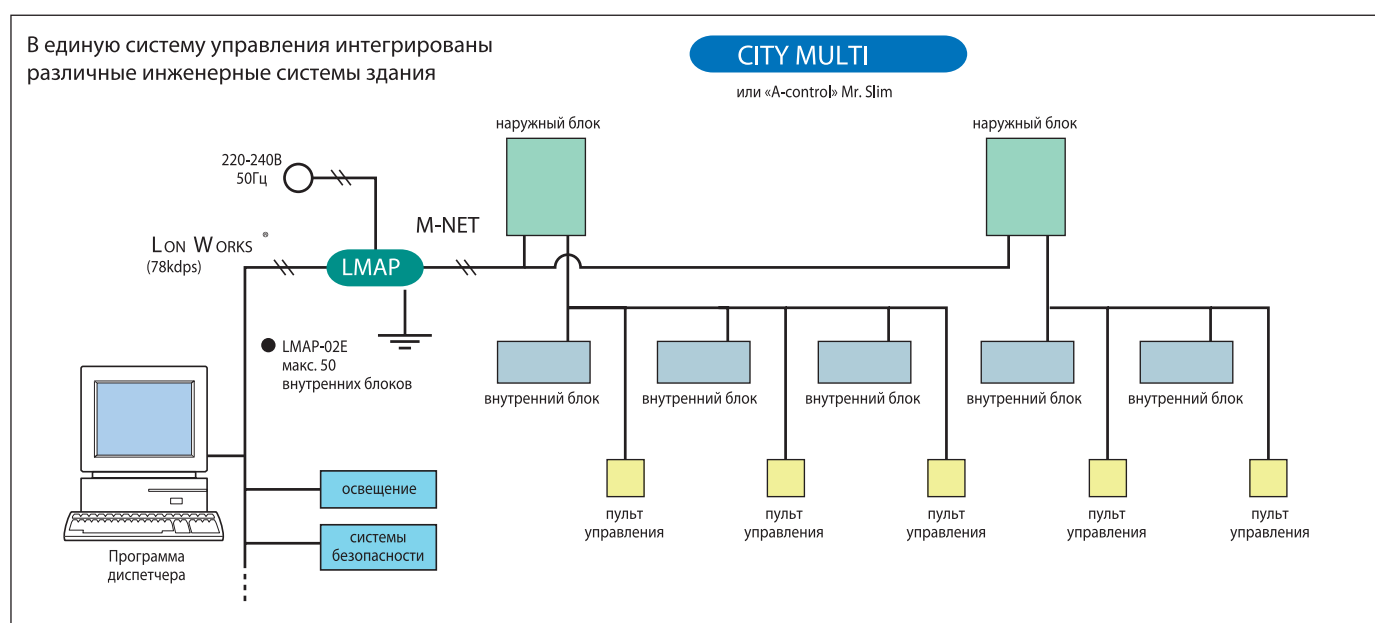 В единую систему управления интегрированы
различные инженерные системы здания
CITY MULTI
или «A-control» Mr. Slim
наружный блок
наружный блок
220-240В
50Гц
M-NET
LON WORKS ®
(78kdps)
LMAP
● LMAP-02E
макс. 50
внутренних блоков
внутренний блок
внутренний блок
внутренний блок
внутренний блок
внутренний блок
освещение
системы
безопасности
пульт
управления
пульт
управления
пульт
управления
пульт
управления
пульт
управления
Программа
диспетчера